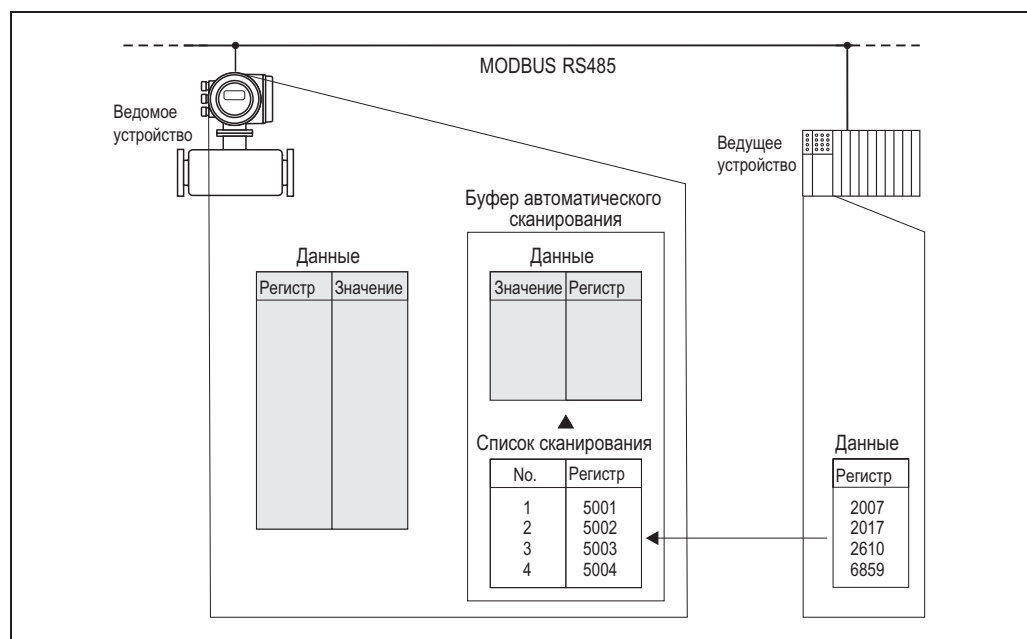 MODBUS RS485
Ведомое
устройство
Ведущее
устройство
Буфер автоматического
сканирования
Данные
Регистр Значение
Данные
Значение Регистр
Список сканирования
No. Регистр
1 5001
2 5002
3 5003
4 5004
Данные
Регистр
2007
2017
2610
6859